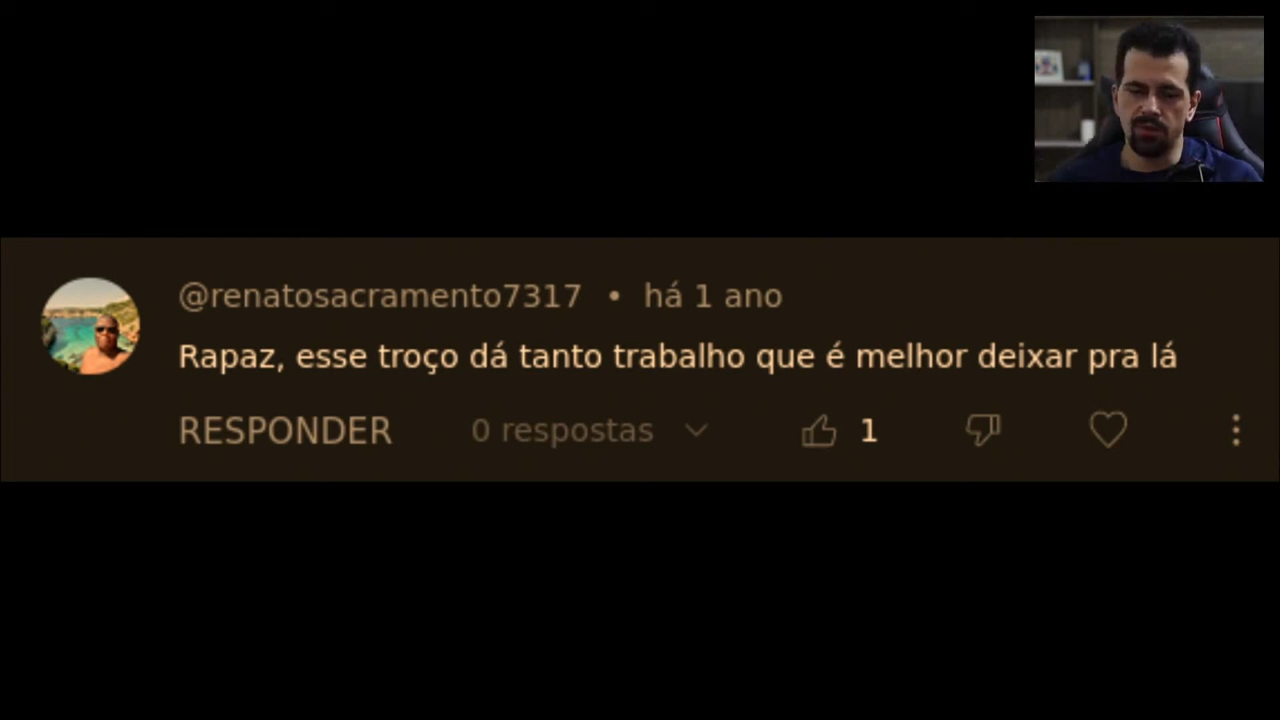 @renatosacramento7317 • há 1 ano
Rapaz, esse troço dá tanto trabalho que é melhor deixar pra lá
RESPONDER 0 respostas 1